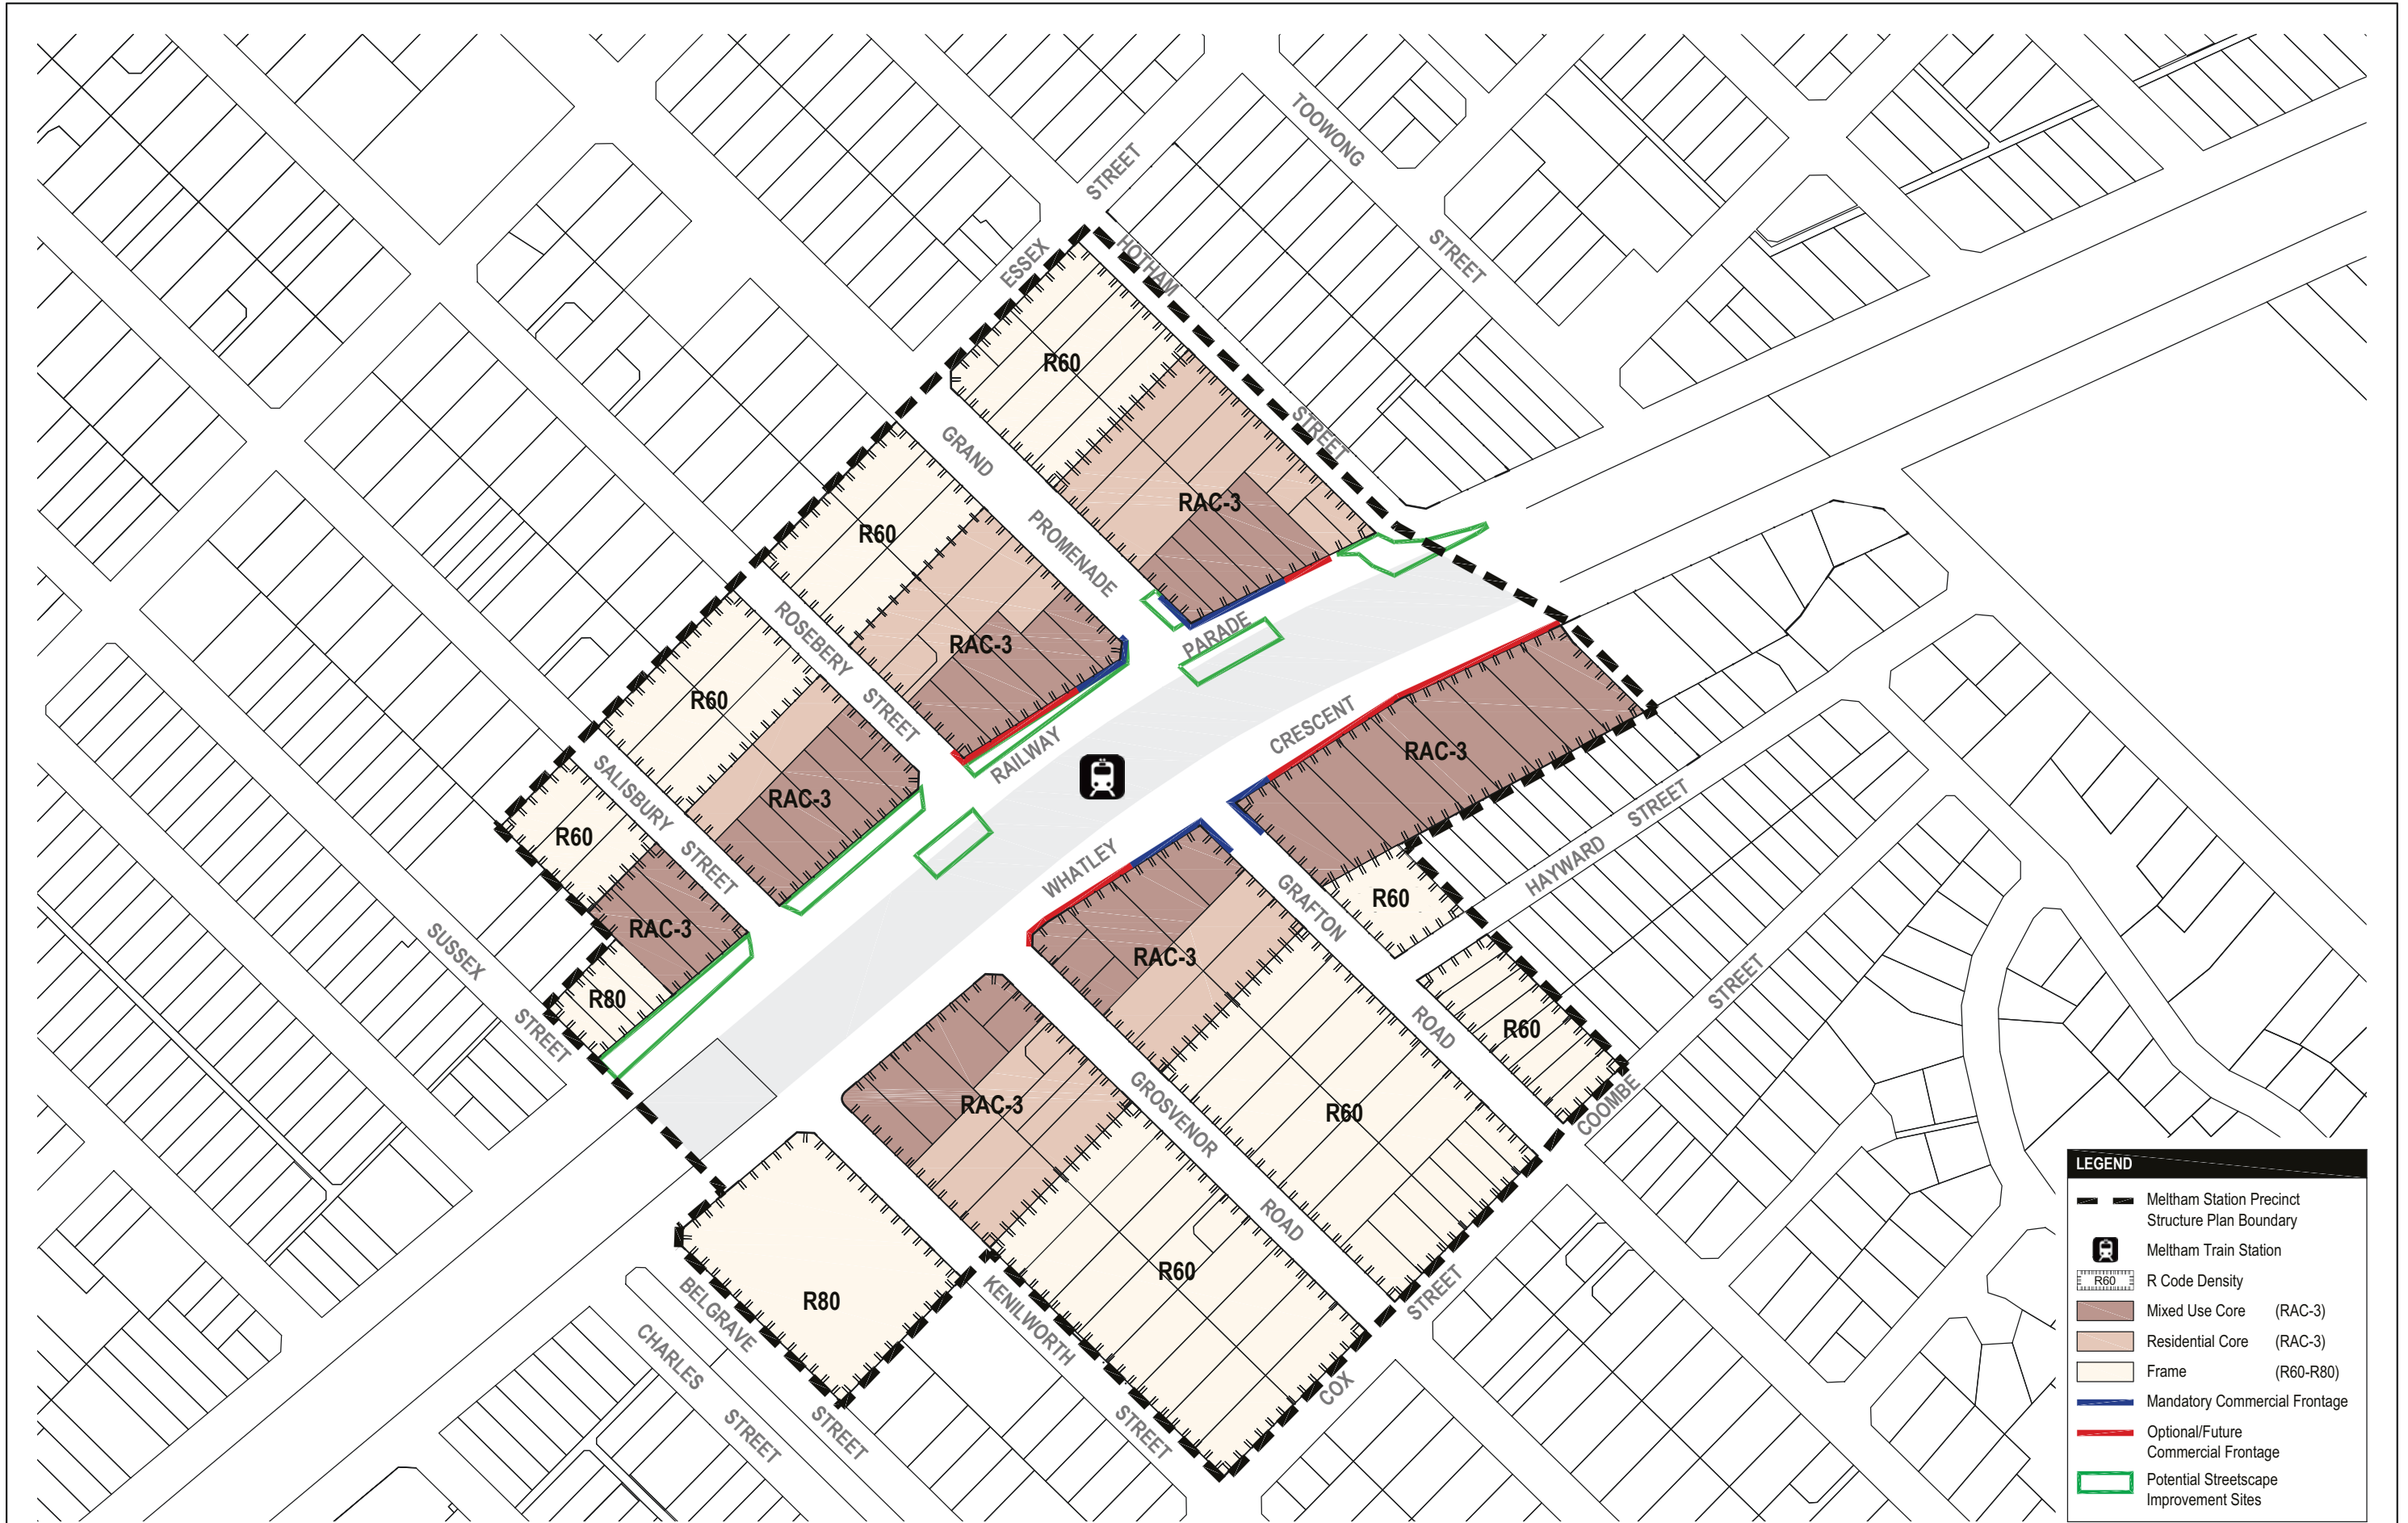 TOOWONG
STREET
STREET
ESSEX
HOTHAM
STREET
R60
GRAND
PROMENADE
RAC-3
R60
ROSEBERY
STREET
RAC-3
PARADE
RAILWAY
R60
CRESCENT
RAC-3
SALISBURY
STREET
RAC-3
R60
WHATLEY
HAYWARD
STREET
RAC-3
SUSSEX
STREET
R80
GRAFTON
ROAD
R60
RAC-3
R60
STREET
COOMBE
RAC-3
GROSVENOR
ROAD
R60
R60
R80
BELGRAVE
STREET
CHARLES
STREET
KENILWORTH
STREET
COX
STREET
LEGEND
Meltham Station Precinct
Structure Plan Boundary
Meltham Train Station
R60 R Code Density
Mixed Use Core (RAC-3)
Residential Core (RAC-3)
Frame (R60-R80)
Mandatory Commercial Frontage
Optional/Future
Commercial Frontage
Potential Streetscape
Improvement Sites